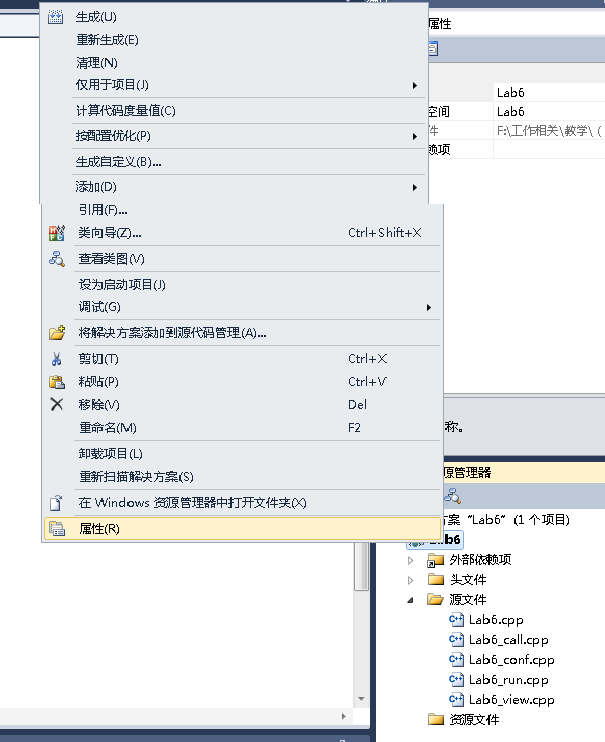 生成(U)
重新生成(E)
清理(N)
仅用于项目(J)
计算代码度量值(C)
按配置优化(P)
生成自定义(B)...
添加(D)
引用(F)...
类向导(Z)... Ctrl+Shift+X
查看类图(V)
设为启动项目(J)
调试(G)
将解决方案添加到源代码管理(A)...
剪切(T) Ctrl+X
粘贴(P) Ctrl+V
移除(V) Del
重命名(M) F2
卸载项目(L)
重新扫描解决方案(S)
在 Windows 资源管理器中打开文件夹(X)
属性(R)
属性
Lab6
空间 Lab6
件 F:\工作相关\教学\（
赖项
称。
源管理器
方案 “Lab6” (1 个项目)
Lab6
外部依赖项
头文件
源文件
Lab6.cpp
Lab6_call.cpp
Lab6_conf.cpp
Lab6_run.cpp
Lab6_view.cpp
资源文件